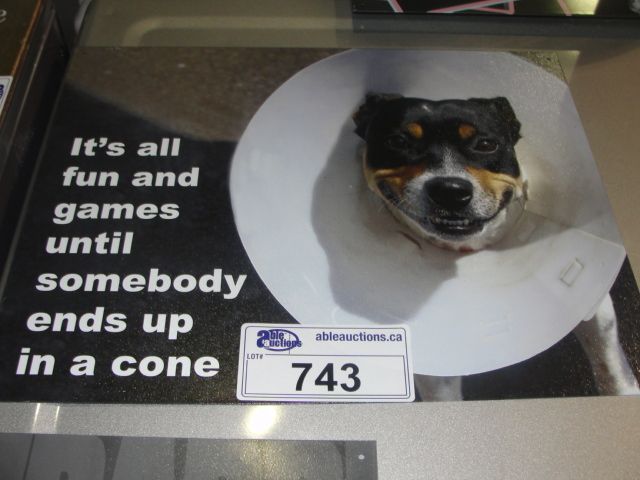 It's all
fun and
games
until
somebody
ends up
in a cone
able auctions
ableauctions.ca
LOT#
743